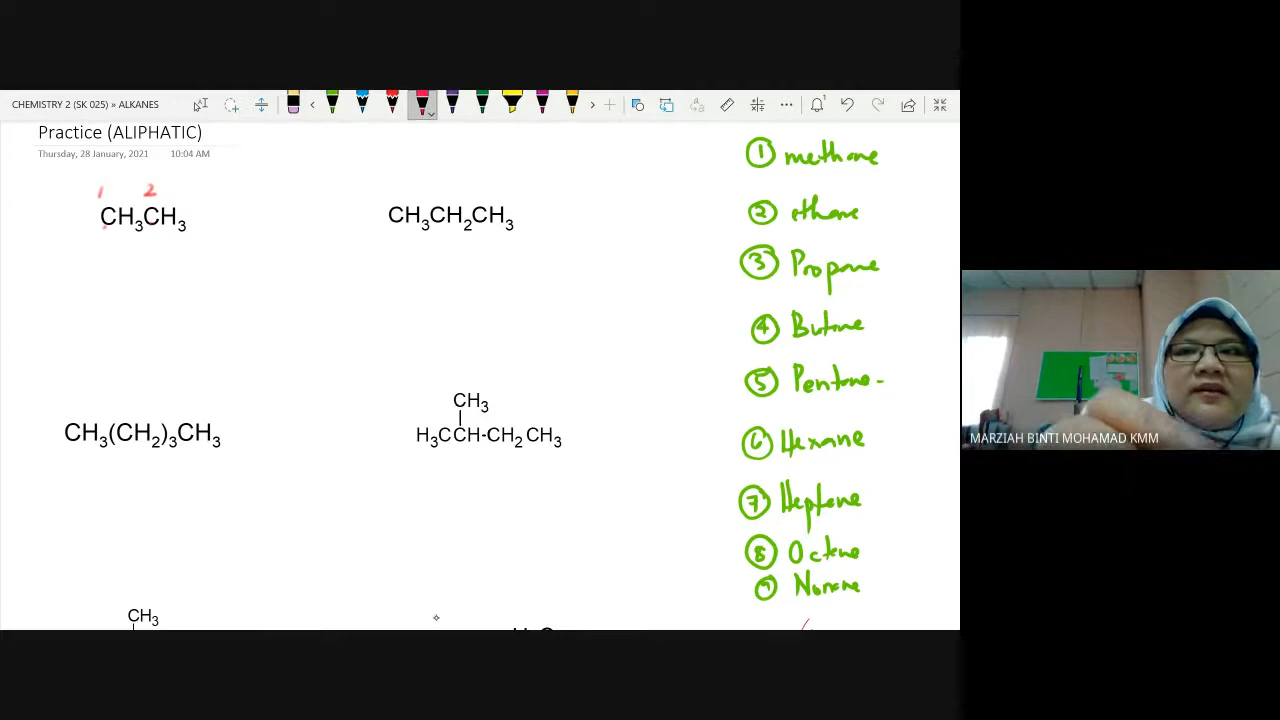 CHEMISTRY 2 (SK 025) » ALKANES
Practice (ALIPHATIC)
Thursday, 28 January, 2021 10:04 AM
1 2
CH3CH3
CH3CH2CH3
CH3(CH2)3CH3
CH3
H3CCH-CH2CH3
CH3
① methane
② ethane
③ Propane
④ Butane
⑤ Pentane -
⑥ Hexane
⑦ Heptane
⑧ Octane
⑨ Nonane
MARZIAH BINTI MOHAMAD KMM